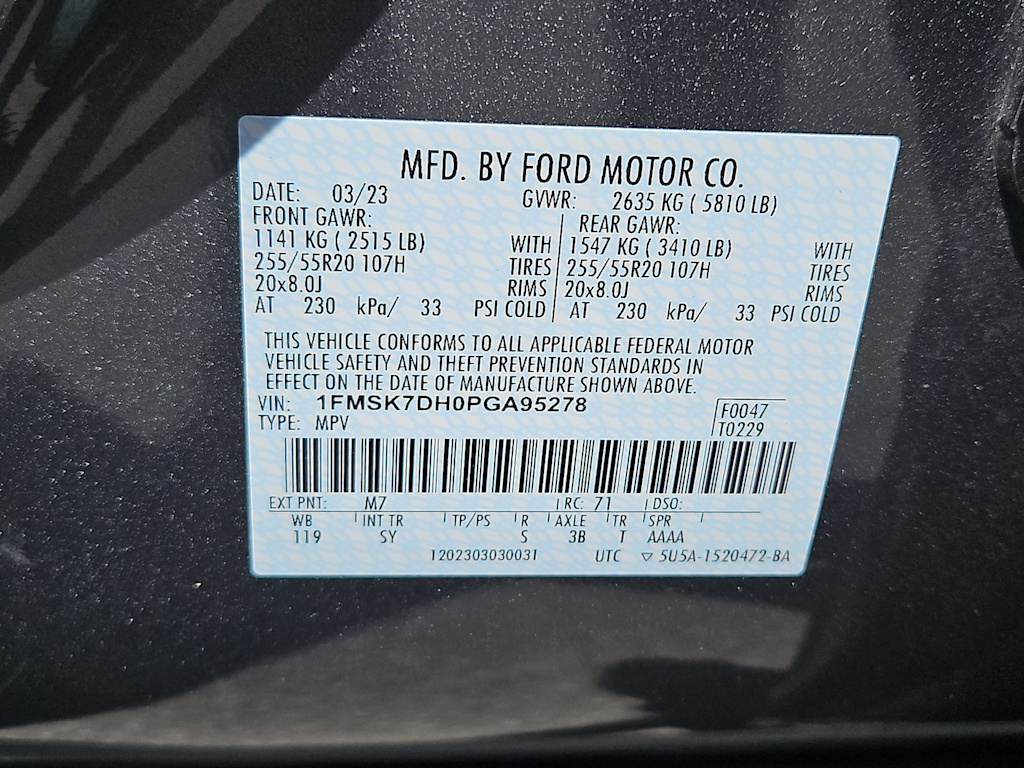 MFD. BY FORD MOTOR CO.
DATE: 03/23 GVWR: 2635 KG ( 5810 LB)
FRONT GAWR: REAR GAWR:
1141 KG ( 2515 LB) WITH 1547 KG ( 3410 LB) WITH
255/55R20 107H TIRES 255/55R20 107H TIRES
20x8.0J RIMS 20x8.0J RIMS
AT 230 kPa/ 33 PSI COLD AT 230 kPa/ 33 PSI COLD
THIS VEHICLE CONFORMS TO ALL APPLICABLE FEDERAL MOTOR
VEHICLE SAFETY AND THEFT PREVENTION STANDARDS IN
EFFECT ON THE DATE OF MANUFACTURE SHOWN ABOVE.
VIN: 1FMSK7DH0PGA95278
F0047
TYPE: MPV T0229
EXT PNT: M7 RC: 71 DSO:
WB INT TR TP/PS R AXLE TR SPR
119 SY S 3B T AAAA
1202303030031 UTC ▽ 5U5A-1520472-BA